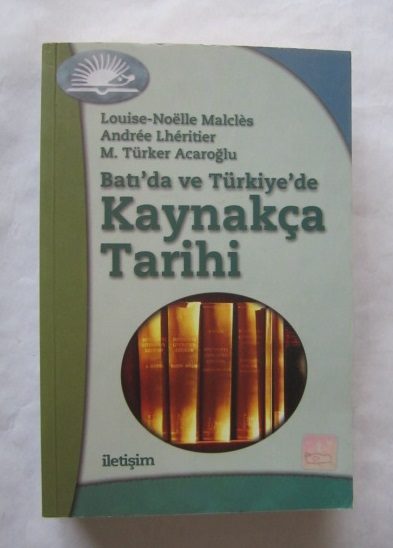 Louise-Noëlle Malclès
Andrée Lhéritier
M. Türker Acaroğlu
Batı'da ve Türkiye'de
Kaynakça
Tarihi
iletişim